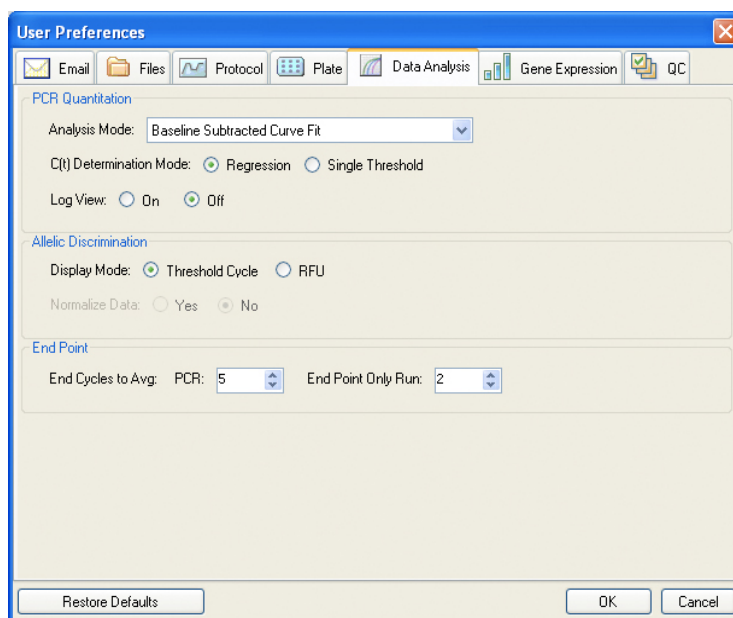 User Preferences
Email Files Protocol Plate Data Analysis Gene Expression QC
PCR Quantitation
Analysis Mode: Baseline Subtracted Curve Fit
C(t) Determination Mode: Regression Single Threshold
Log View: On Off
Allelic Discrimination
Display Mode: Threshold Cycle RFU
Normalize Data: Yes No
End Point
End Cycles to Avg: PCR: 5 End Point Only Run: 2
Restore Defaults OK Cancel